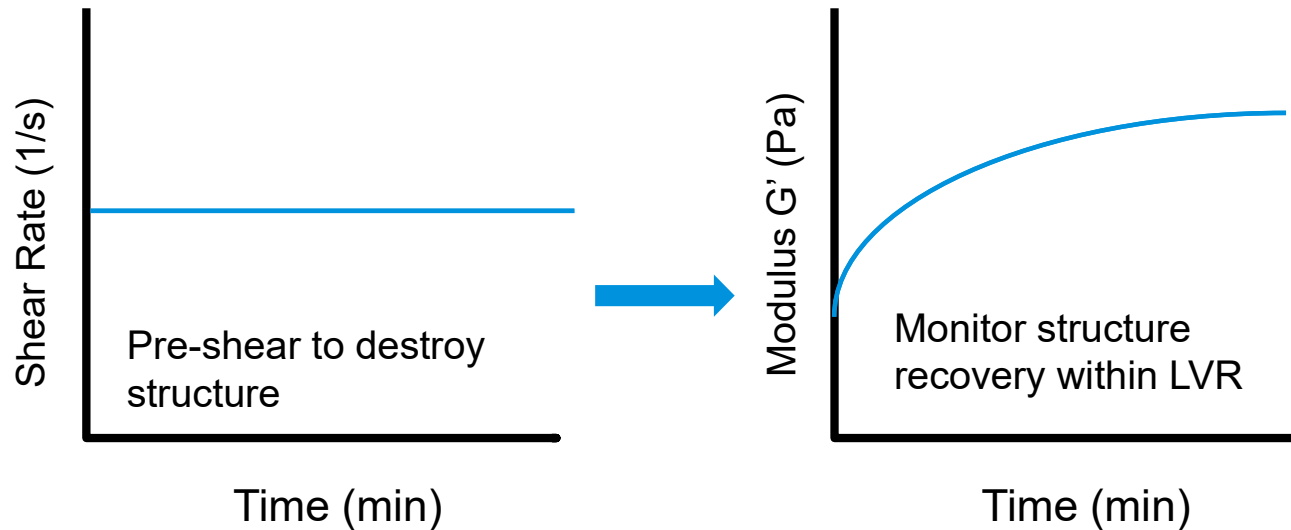 Shear Rate (1/s)
Pre-shear to destroy
structure
Time (min)
Modulus G’ (Pa)
Monitor structure
recovery within LVR
Time (min)